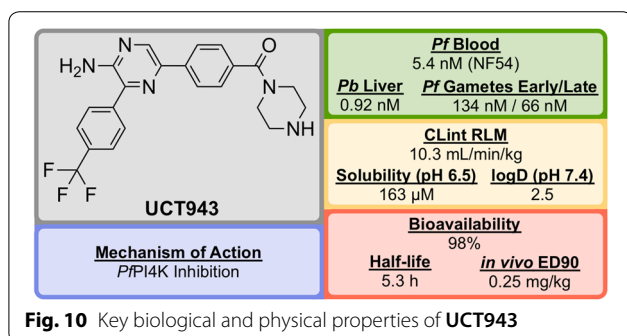 N
H₂N
N
O
N
NH
F
F
F
UCT943
Mechanism of Action
PfPI4K Inhibition
Pf Blood
5.4 nM (NF54)
Pb Liver Pf Gametes Early/Late
0.92 nM 134 nM / 66 nM
CLint RLM
10.3 mL/min/kg
Solubility (pH 6.5) logD (pH 7.4)
163 µM 2.5
Bioavailability
98%
Half-life in vivo ED90
5.3 h 0.25 mg/kg
Fig. 10 Key biological and physical properties of UCT943